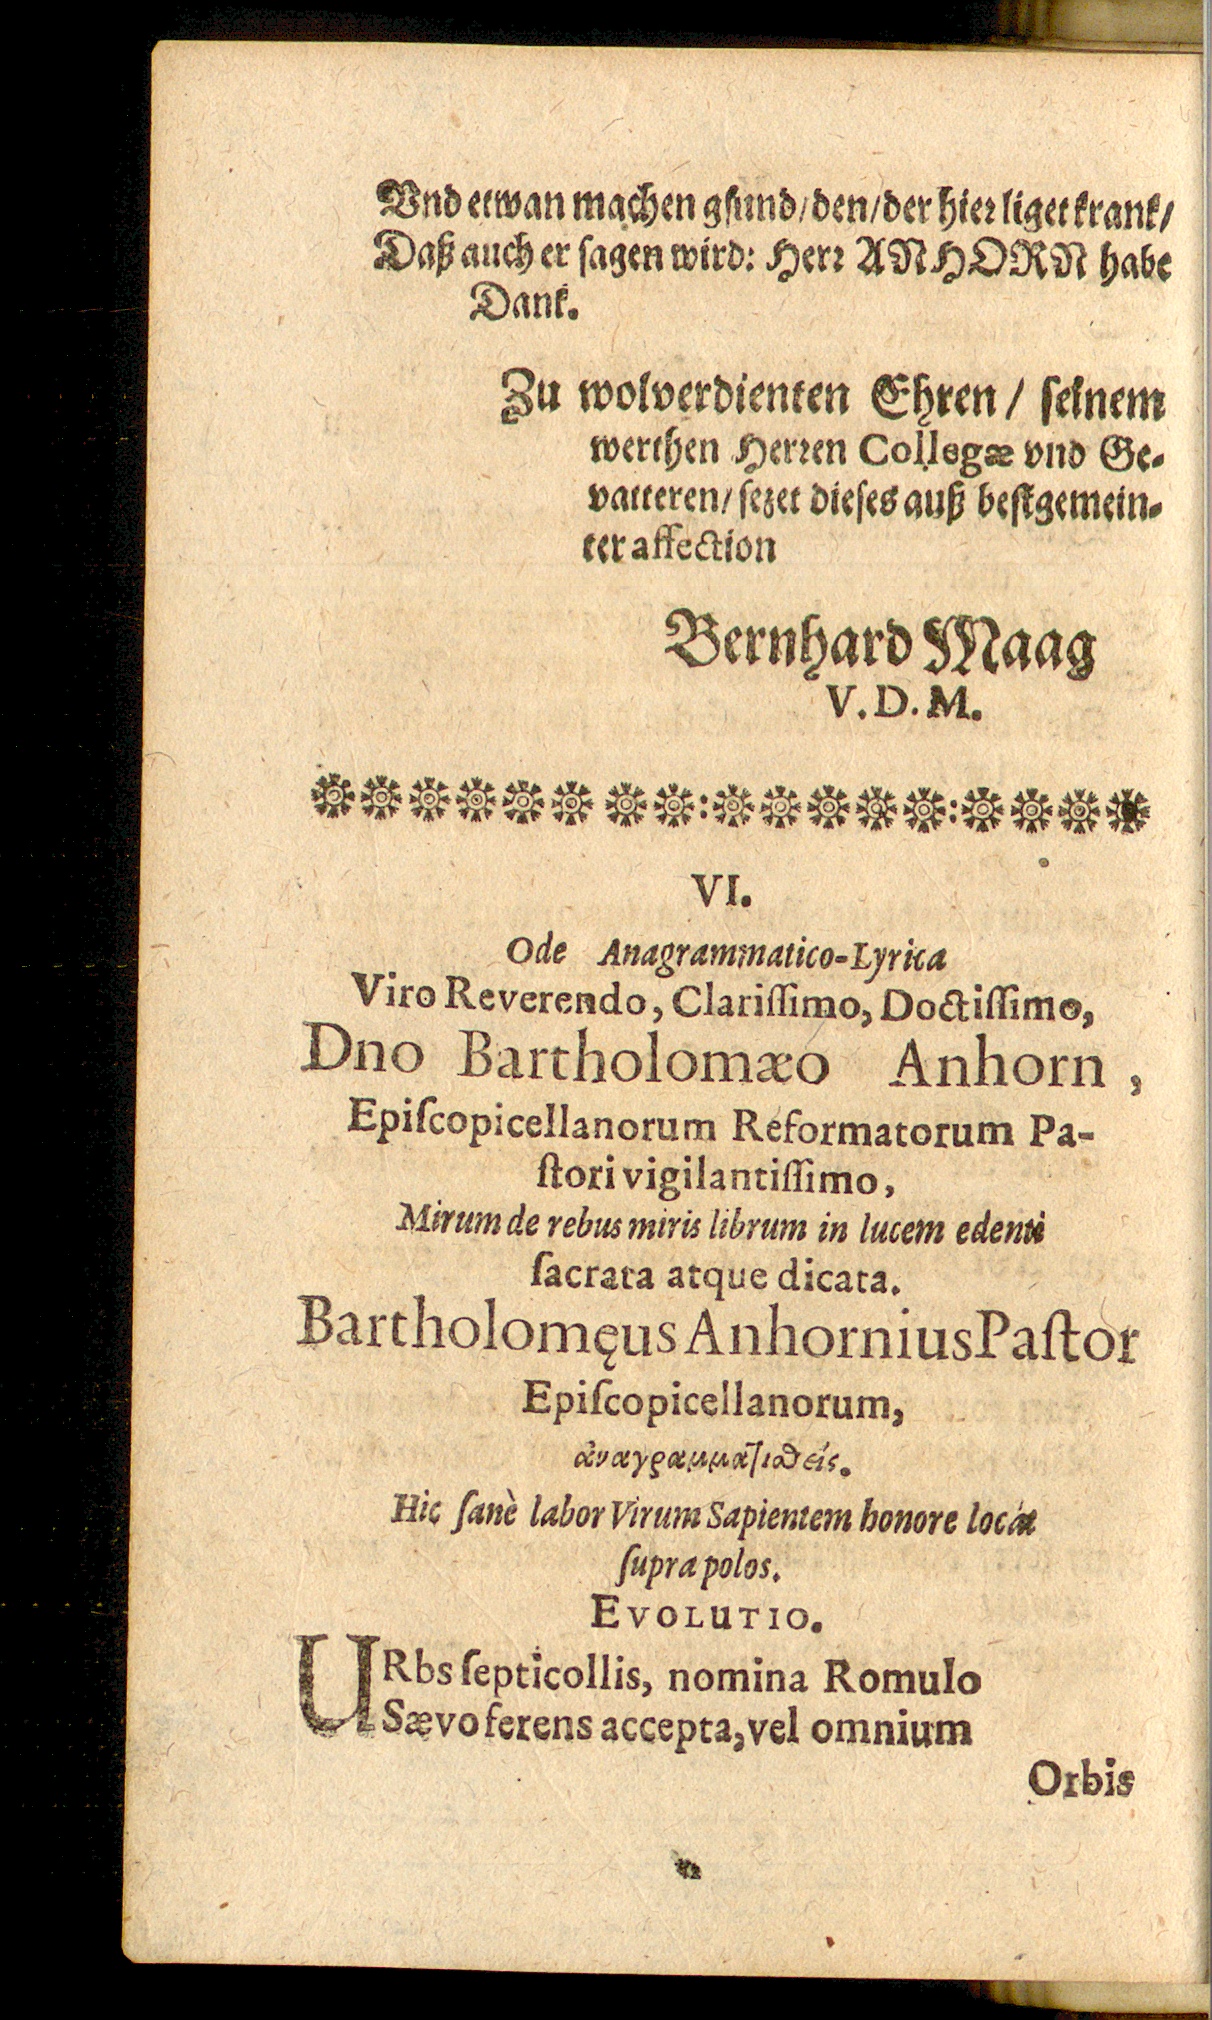 Vnd etwan machen gsund/den/der hier liget krank/
Daß auch er ſagen wird: Herr ANHORN habe
Dank.
Zu wolverdienten Ehren/ ſeinem
werthen Herren Collegæ vnd Ge-
vatteren/ſezet dieſes auß beſtgemein-
ter affection
Bernhard Maag
V. D. M.
VI.
Ode Anagrammatico-Lyrica
Viro Reverendo, Clariſſimo, Doctiſſimo,
Dno Bartholomæo Anhorn,
Epiſcopicellanorum Reformatorum Pa-
ſtori vigilantiſſimo,
Mirum de rebus miris librum in lucem edenti
ſacrata atque dicata.
Bartholomęus Anhornius Paſtor
Epiſcopicellanorum,
ἀναγραμματισθείς.
Hic ſanè labor Virum Sapientem honore locat
ſupra polos.
EVOLUTIO.
URbs ſepticollis, nomina Romulo
Sævo ferens accepta, vel omnium
Orbis